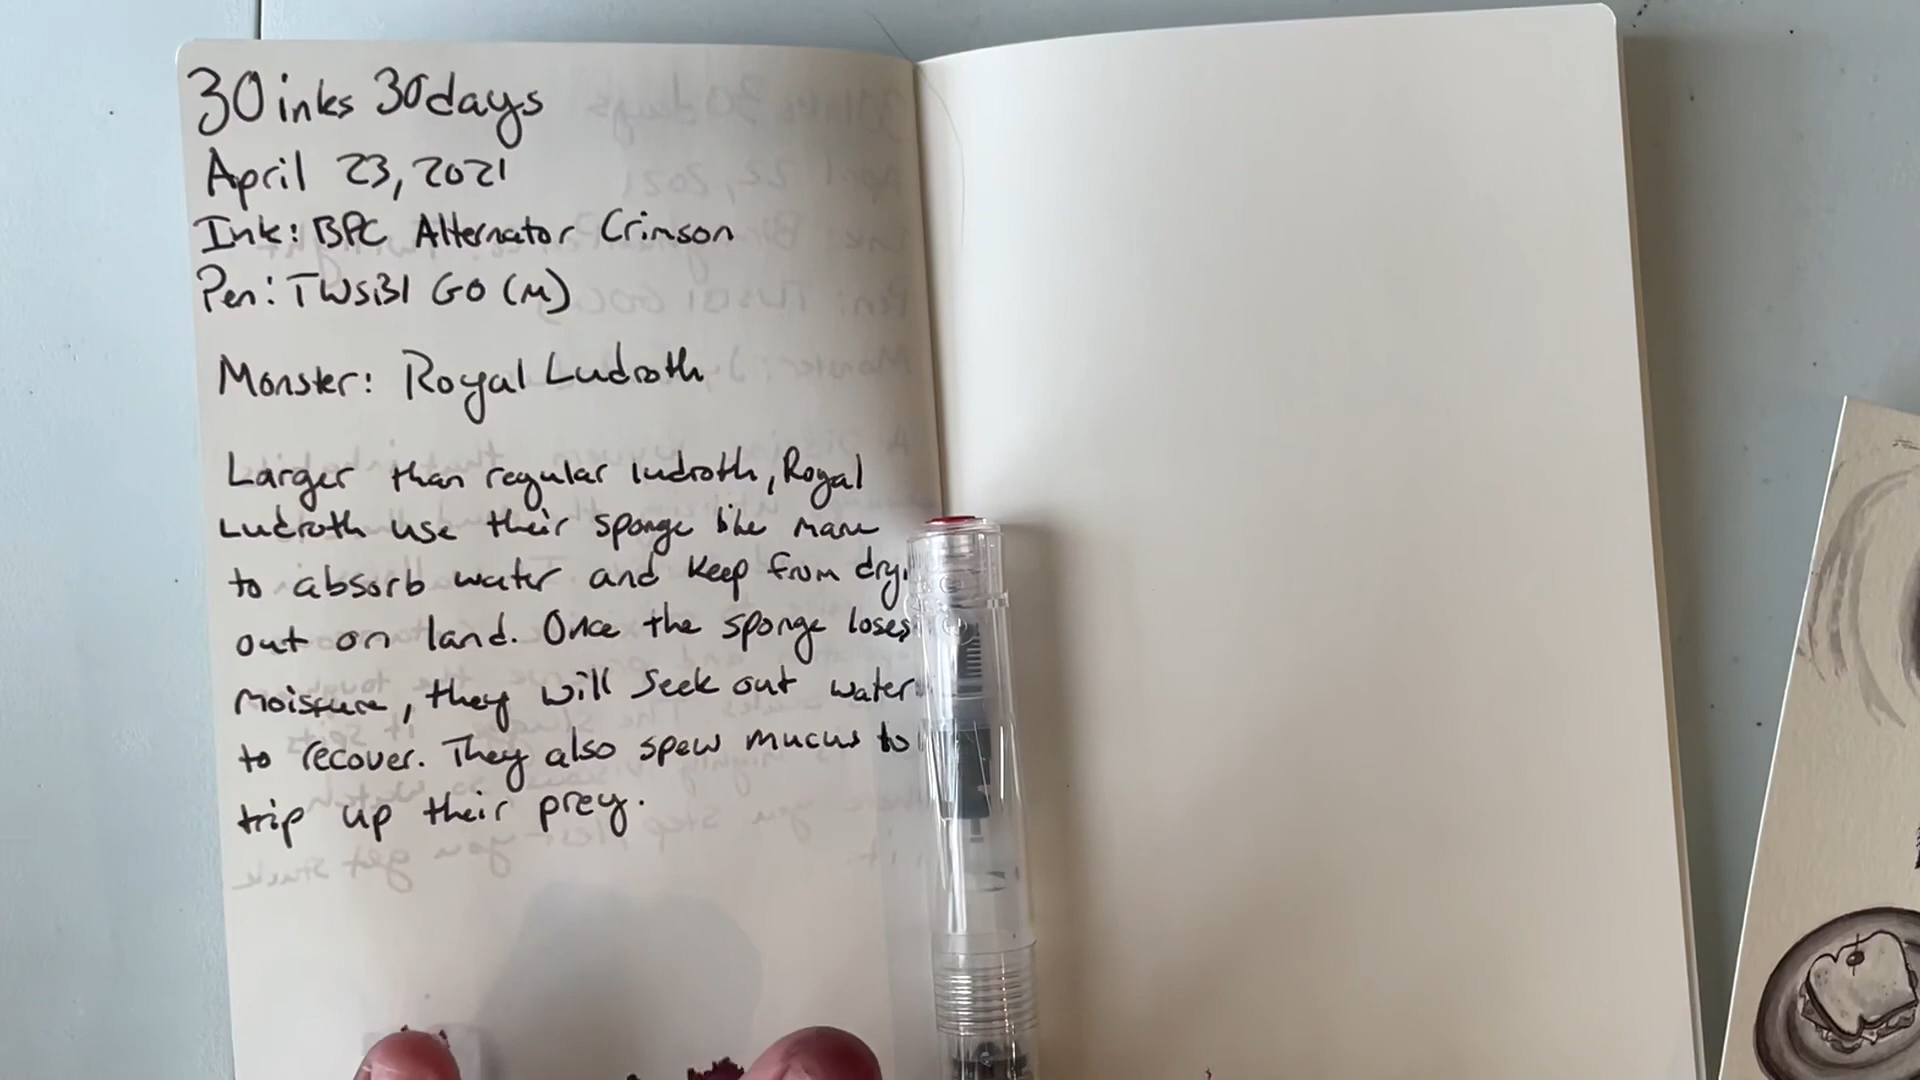 30 inks 30 days
April 23, 2021
Ink: BPC Alternator Crimson
Pen: TWSBI GO (M)
Monster: Royal Ludroth
Larger than regular ludroth, Royal
Ludroth use their sponge like mane
to absorb water and keep from dry
out on land. Once the sponge loses
moisture, they will seek out water
to recover. They also spew mucus to
trip up their prey.